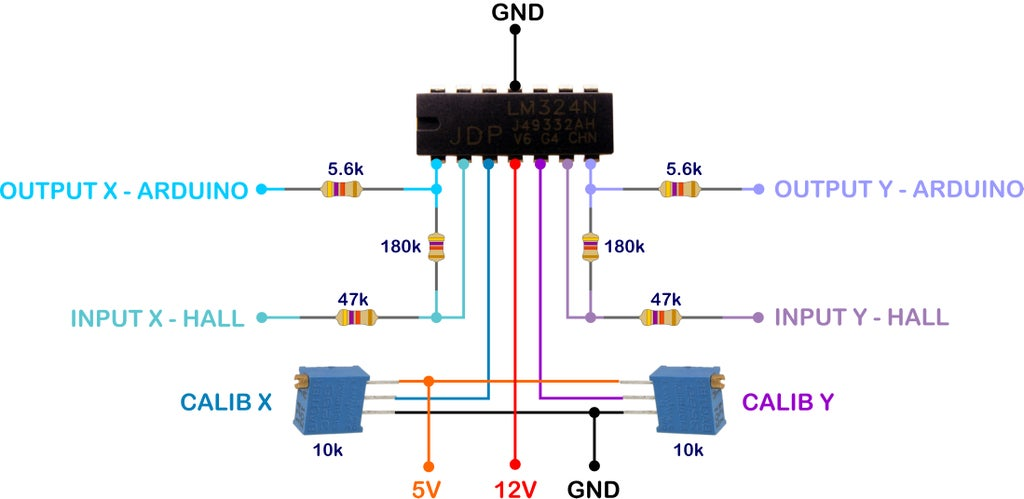 GND
LM324N
J49332AH
JDP V6 G4 CHN
5.6k 5.6k
OUTPUT X - ARDUINO OUTPUT Y - ARDUINO
180k 180k
47k 47k
INPUT X - HALL INPUT Y - HALL
CALIB X CALIB Y
10k 10k
5V 12V GND